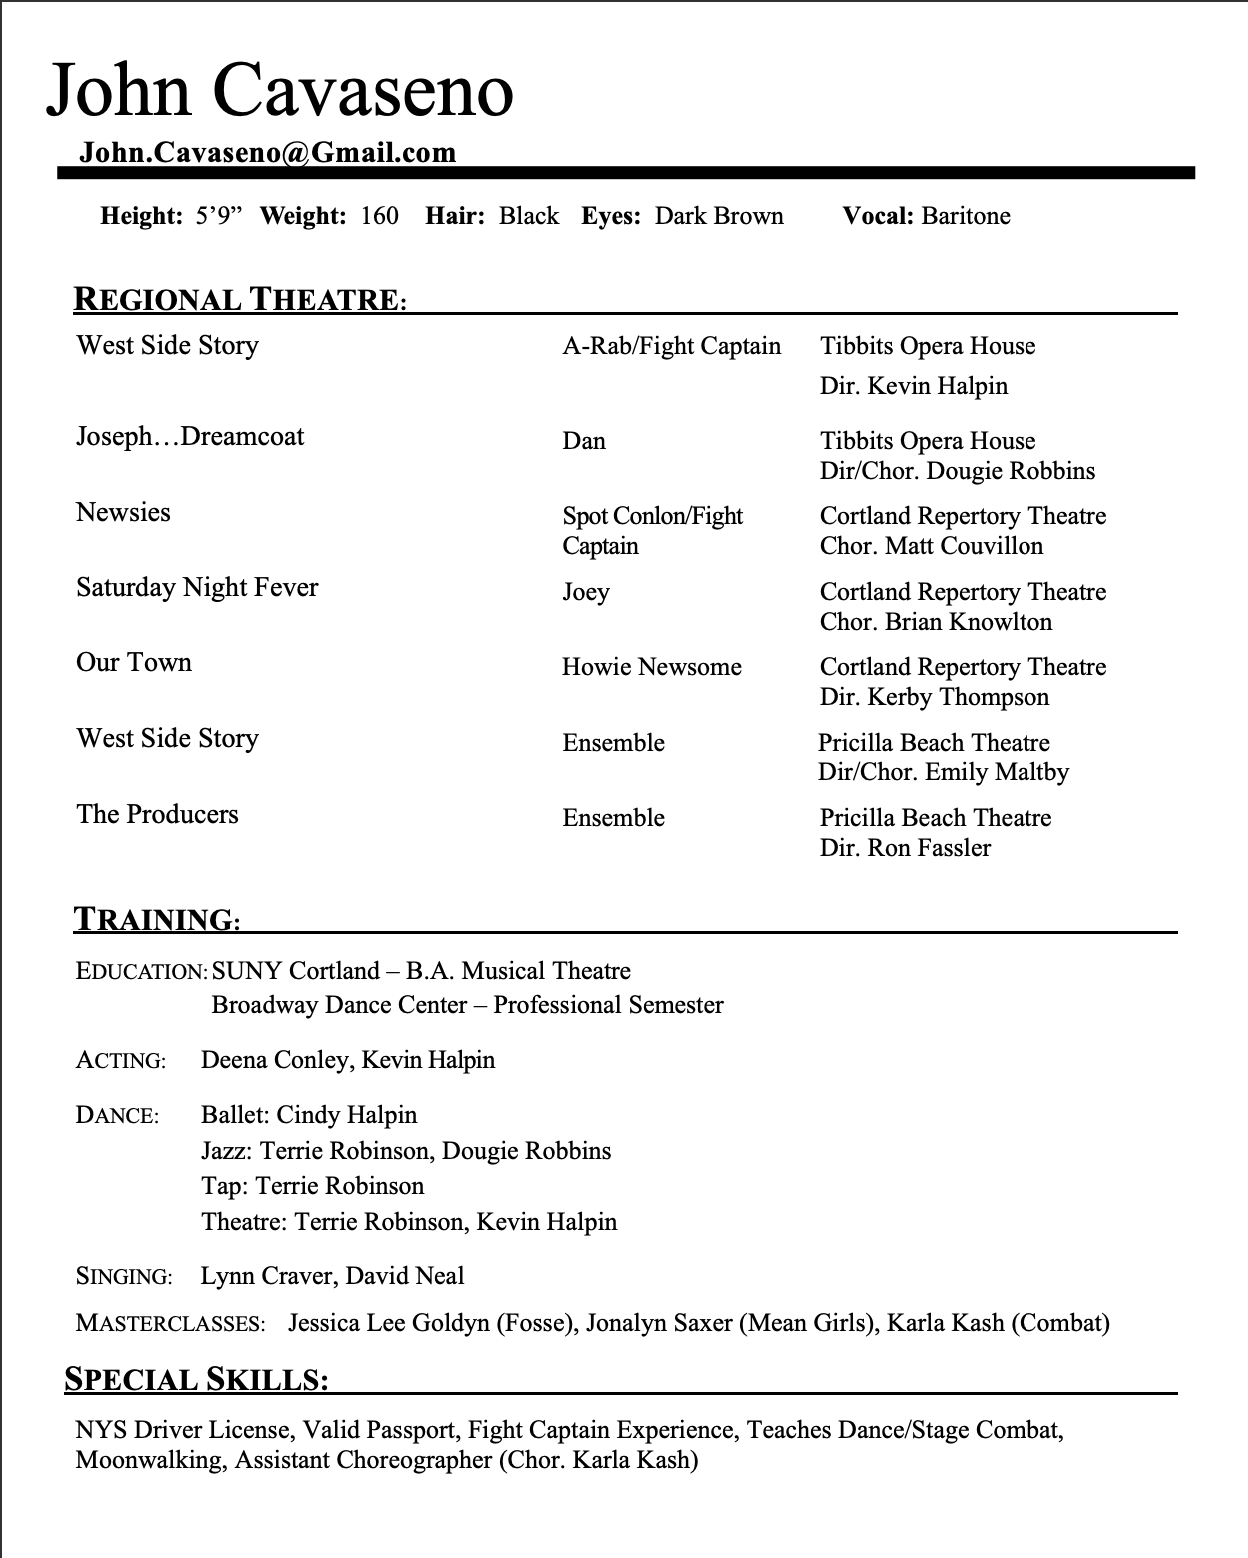 John Cavaseno
John.Cavaseno@Gmail.com
Height: 5’9” Weight: 160 Hair: Black Eyes: Dark Brown Vocal: Baritone
REGIONAL THEATRE:
West Side Story A-Rab/Fight Captain Tibbits Opera House
Dir. Kevin Halpin
Joseph…Dreamcoat Dan Tibbits Opera House
Dir/Chor. Dougie Robbins
Newsies Spot Conlon/Fight Cortland Repertory Theatre
Captain Chor. Matt Couvillon
Saturday Night Fever Joey Cortland Repertory Theatre
Chor. Brian Knowlton
Our Town Howie Newsome Cortland Repertory Theatre
Dir. Kerby Thompson
West Side Story Ensemble Pricilla Beach Theatre
Dir/Chor. Emily Maltby
The Producers Ensemble Pricilla Beach Theatre
Dir. Ron Fassler
TRAINING:
EDUCATION: SUNY Cortland – B.A. Musical Theatre
Broadway Dance Center – Professional Semester
ACTING: Deena Conley, Kevin Halpin
DANCE: Ballet: Cindy Halpin
Jazz: Terrie Robinson, Dougie Robbins
Tap: Terrie Robinson
Theatre: Terrie Robinson, Kevin Halpin
SINGING: Lynn Craver, David Neal
MASTERCLASSES: Jessica Lee Goldyn (Fosse), Jonalyn Saxer (Mean Girls), Karla Kash (Combat)
SPECIAL SKILLS:
NYS Driver License, Valid Passport, Fight Captain Experience, Teaches Dance/Stage Combat,
Moonwalking, Assistant Choreographer (Chor. Karla Kash)